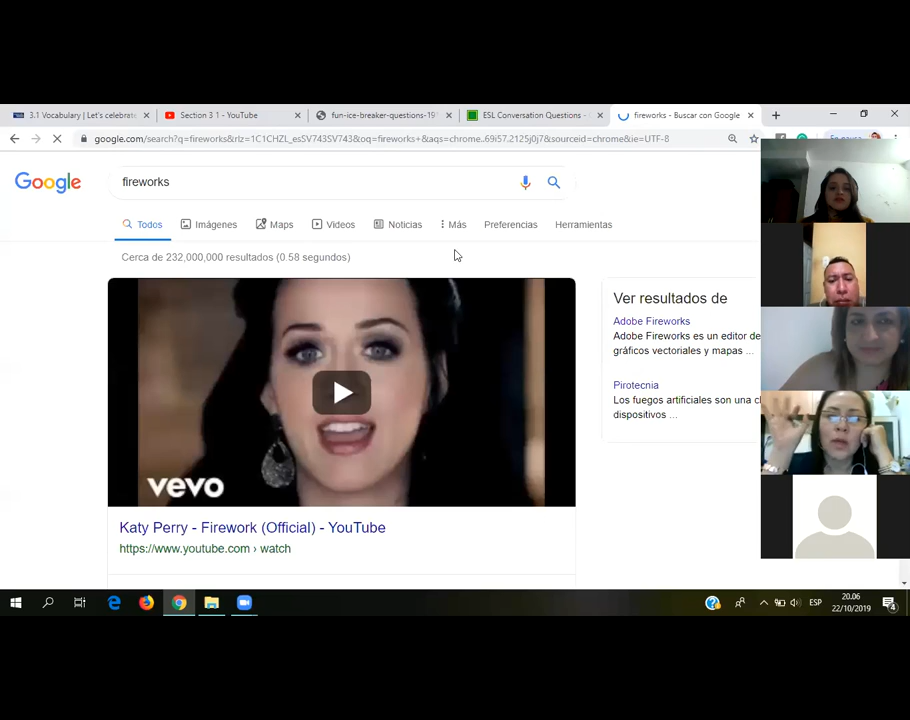 3.1 Vocabulary | Let's celebrate
Section 3 1 - YouTube
fun-ice-breaker-questions-19
ESL Conversation Questions -
fireworks - Buscar con Google
google.com/search?q=fireworks&rlz=1C1CHZL_esSV743SV743&oq=fireworks+&aqs=chrome..69i57.2125j0j7&sourceid=chrome&ie=UTF-8
Google
fireworks
Todos
Imágenes
Maps
Videos
Noticias
Más
Preferencias
Herramientas
Cerca de 232,000,000 resultados (0.58 segundos)
vevo
Katy Perry - Firework (Official) - YouTube
https://www.youtube.com › watch
Ver resultados de
Adobe Fireworks
Adobe Fireworks es un editor de
gráficos vectoriales y mapas ...
Pirotecnia
Los fuegos artificiales son una cl
dispositivos ...
ESP
20.06
22/10/2019
4